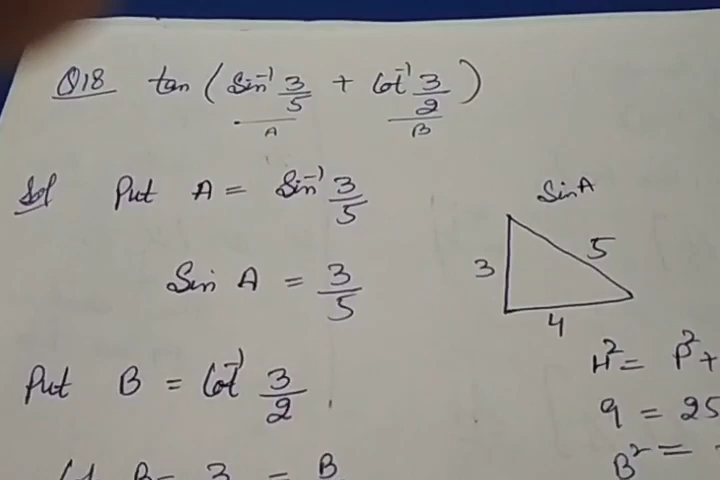 Q18 tan (Sin⁻¹ 3/5 + Cot⁻¹ 3/2)
A B
Sol Put A = Sin⁻¹ 3/5
Sin A
3 5
4
Sin A = 3/5
H² = P² +
9 = 25
B² =
Put B = Cot⁻¹ 3/2
B = 3 = B